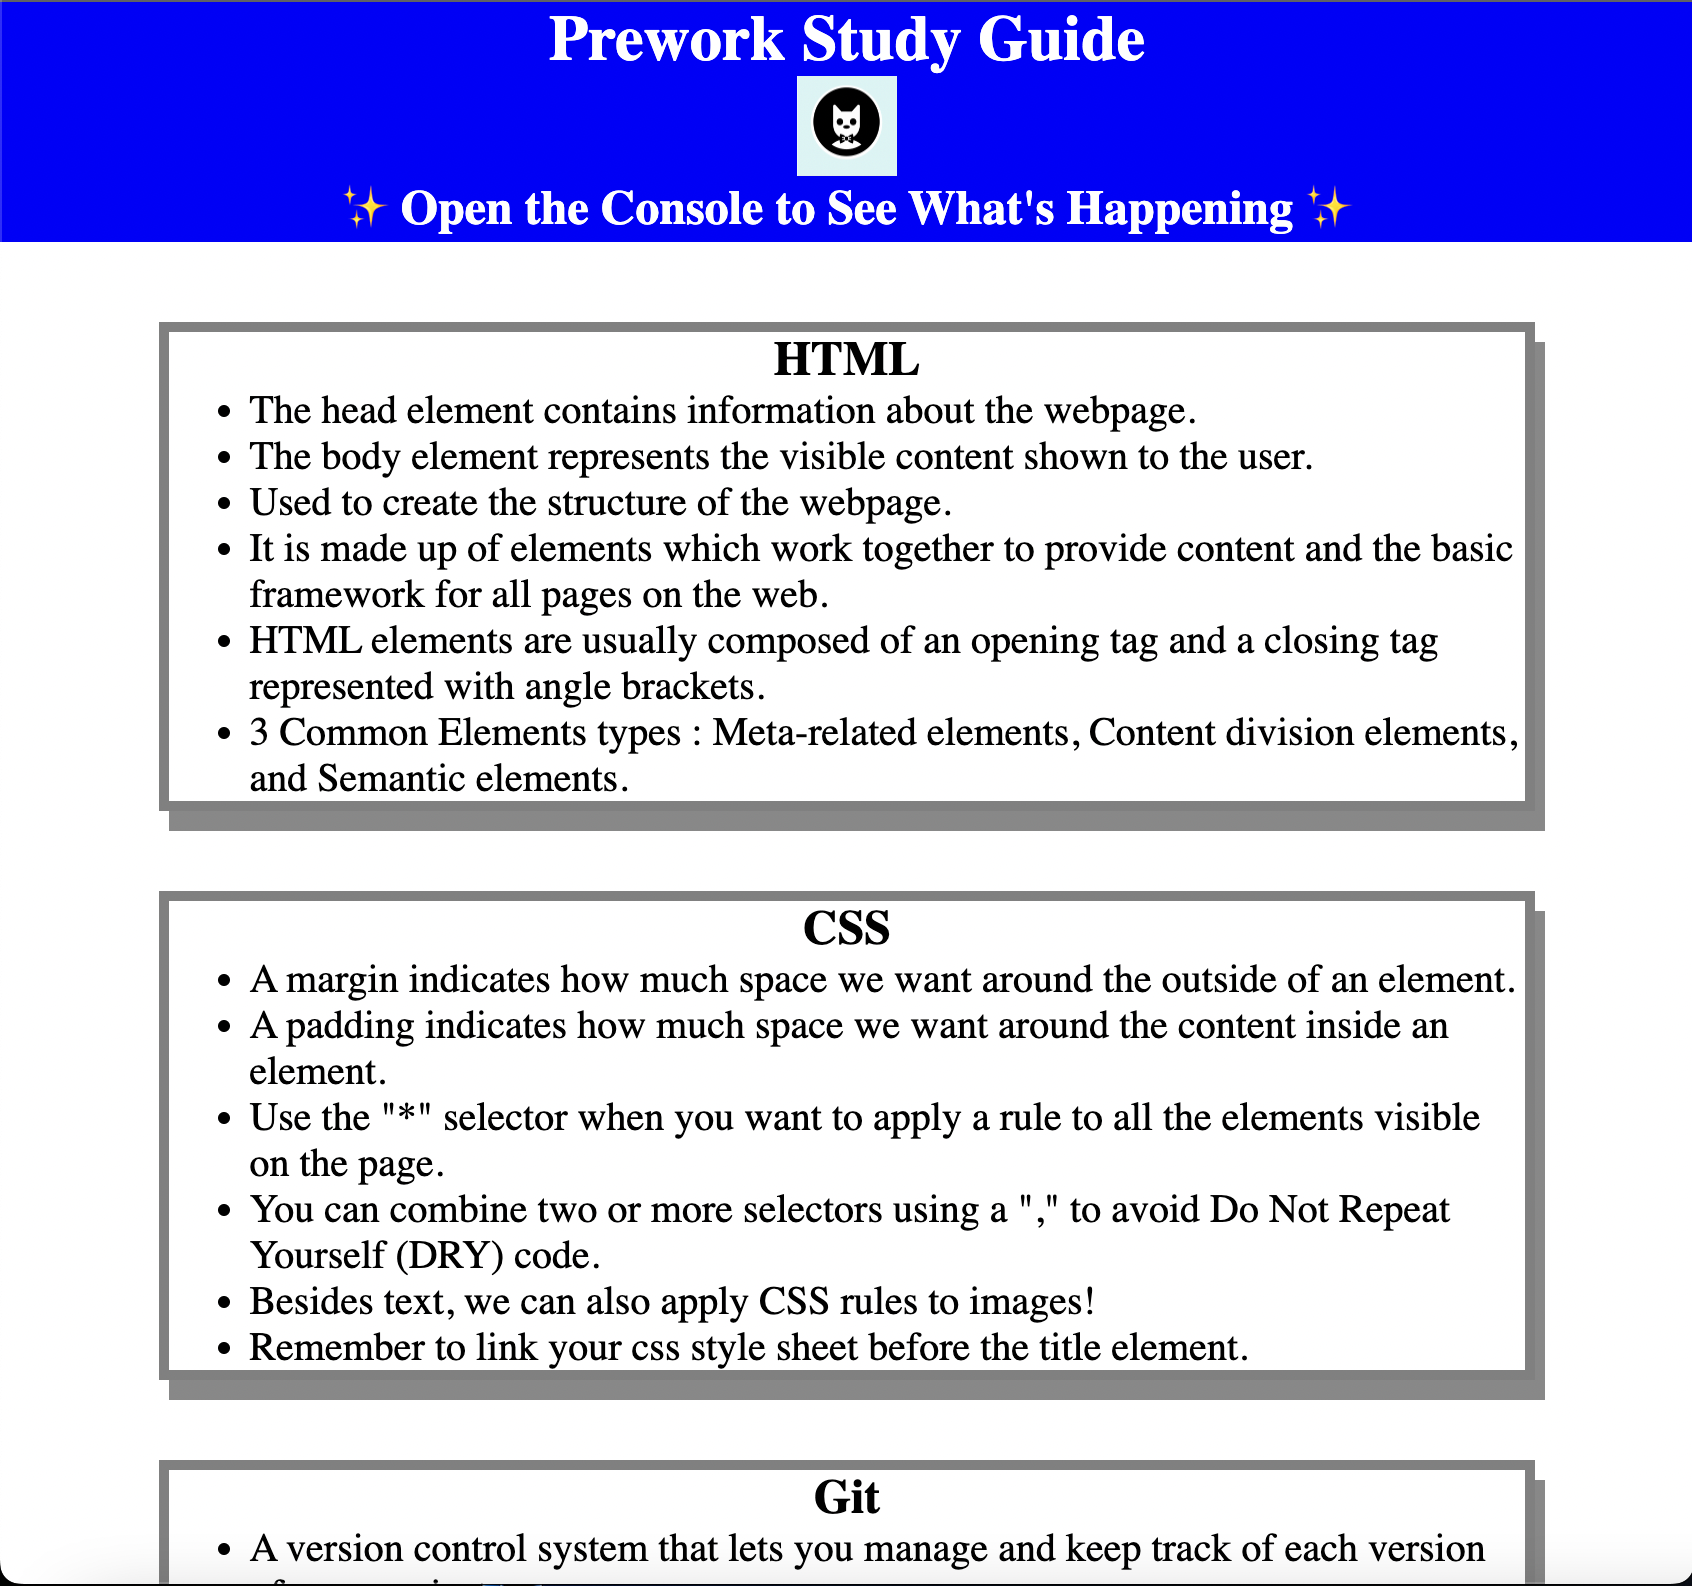 Prework Study Guide
✨ Open the Console to See What's Happening ✨
HTML
• The head element contains information about the webpage.
• The body element represents the visible content shown to the user.
• Used to create the structure of the webpage.
• It is made up of elements which work together to provide content and the basic
framework for all pages on the web.
• HTML elements are usually composed of an opening tag and a closing tag
represented with angle brackets.
• 3 Common Elements types : Meta-related elements, Content division elements,
and Semantic elements.
CSS
• A margin indicates how much space we want around the outside of an element.
• A padding indicates how much space we want around the content inside an
element.
• Use the "*" selector when you want to apply a rule to all the elements visible
on the page.
• You can combine two or more selectors using a "," to avoid Do Not Repeat
Yourself (DRY) code.
• Besides text, we can also apply CSS rules to images!
• Remember to link your css style sheet before the title element.
Git
• A version control system that lets you manage and keep track of each version